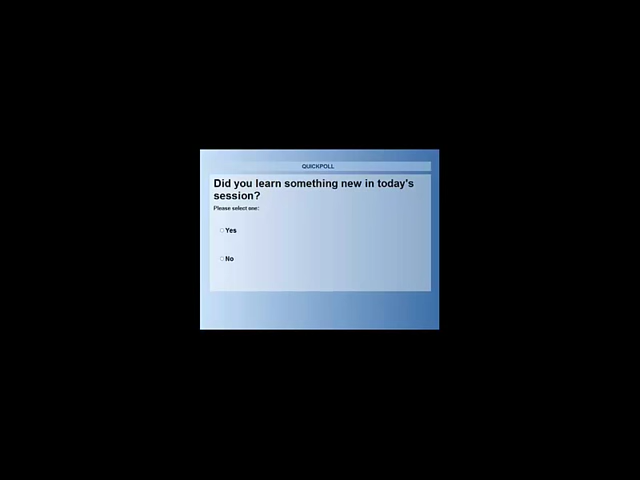 QUICKPOLL
Did you learn something new in today's
session?
Please select one:
Yes
No